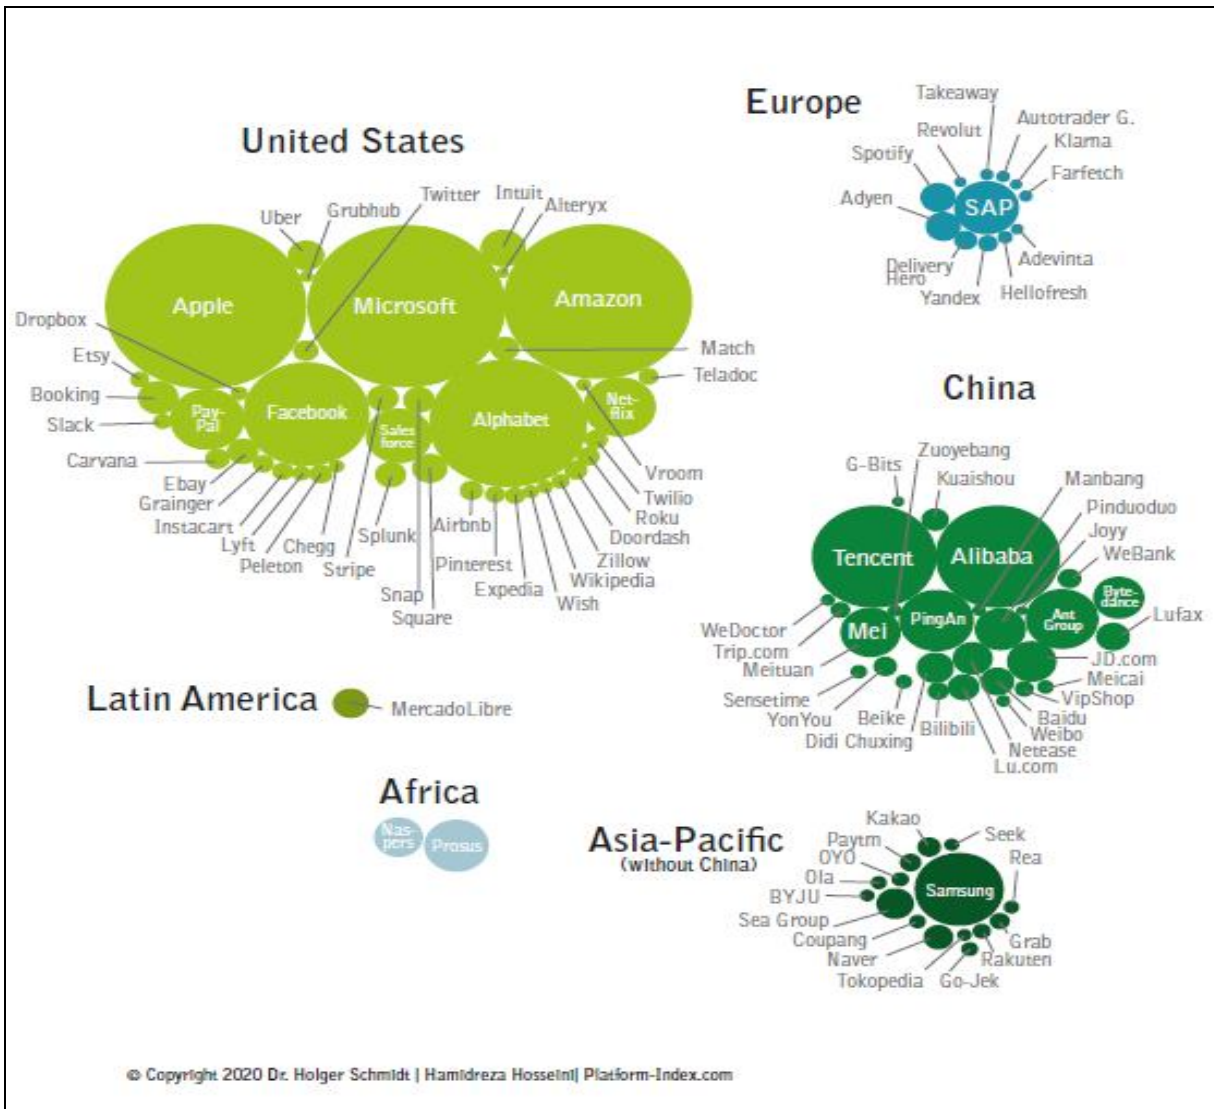 Europe
Takeaway
Autotrader G.
Revolut
Klarna
Spotify
Farfetch
Adyen
SAP
Adevinta
Delivery
Hero
Yandex
Hellofresh
United States
Twitter
Intuit
Grubhub
Alteryx
Uber
Apple
Microsoft
Amazon
Dropbox
Etsy
Match
Teladoc
Booking
Slack
Pay-
Pal
Facebook
Sales
force
Alphabet
Net-
flix
Carvana
Ebay
Grainger
Instacart
Lyft
Peleton
Chegg
Stripe
Splunk
Snap
Square
Airbnb
Pinterest
Expedia
Wish
Wikipedia
Zillow
Doordash
Roku
Twilio
Vroom
China
Zuoyebang
G-Bits
Kuaishou
Manbang
Pinduoduo
Joyy
WeBank
Tencent
Alibaba
Byte-
dance
Lufax
WeDoctor
Trip.com
Meituan
Mei
PingAn
Ant
Group
JD.com
Meicai
VipShop
Sensetime
YonYou
Beike
Didi Chuxing
Bilibili
Baidu
Weibo
Netease
Lu.com
Latin America
MercadoLibre
Africa
Nas-
pers
Prosus
Asia-Pacific
(without China)
Kakao
Seek
Paytm
OYO
Rea
Ola
BYJU
Samsung
Sea Group
Coupang
Naver
Grab
Rakuten
Tokopedia
Go-Jek
© Copyright 2020 Dr. Holger Schmidt | Hamidreza Hosseini| Platform-Index.com